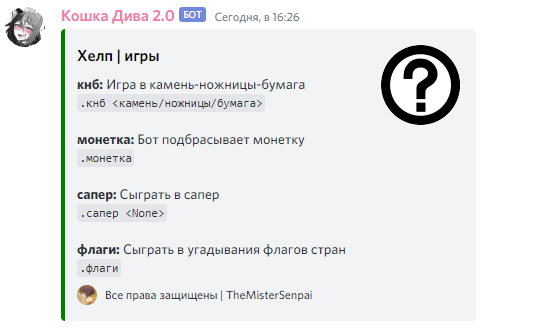 Кошка Дива 2.0 БОТ Сегодня, в 16:26
Хелп | игры
кнб: Игра в камень-ножницы-бумага
.кнб <камень/ножницы/бумага>
монетка: Бот подбрасывает монетку
.монетка
сапер: Сыграть в сапер
.сапер <None>
флаги: Сыграть в угадывания флагов стран
.флаги
Все права защищены | TheMisterSenpai